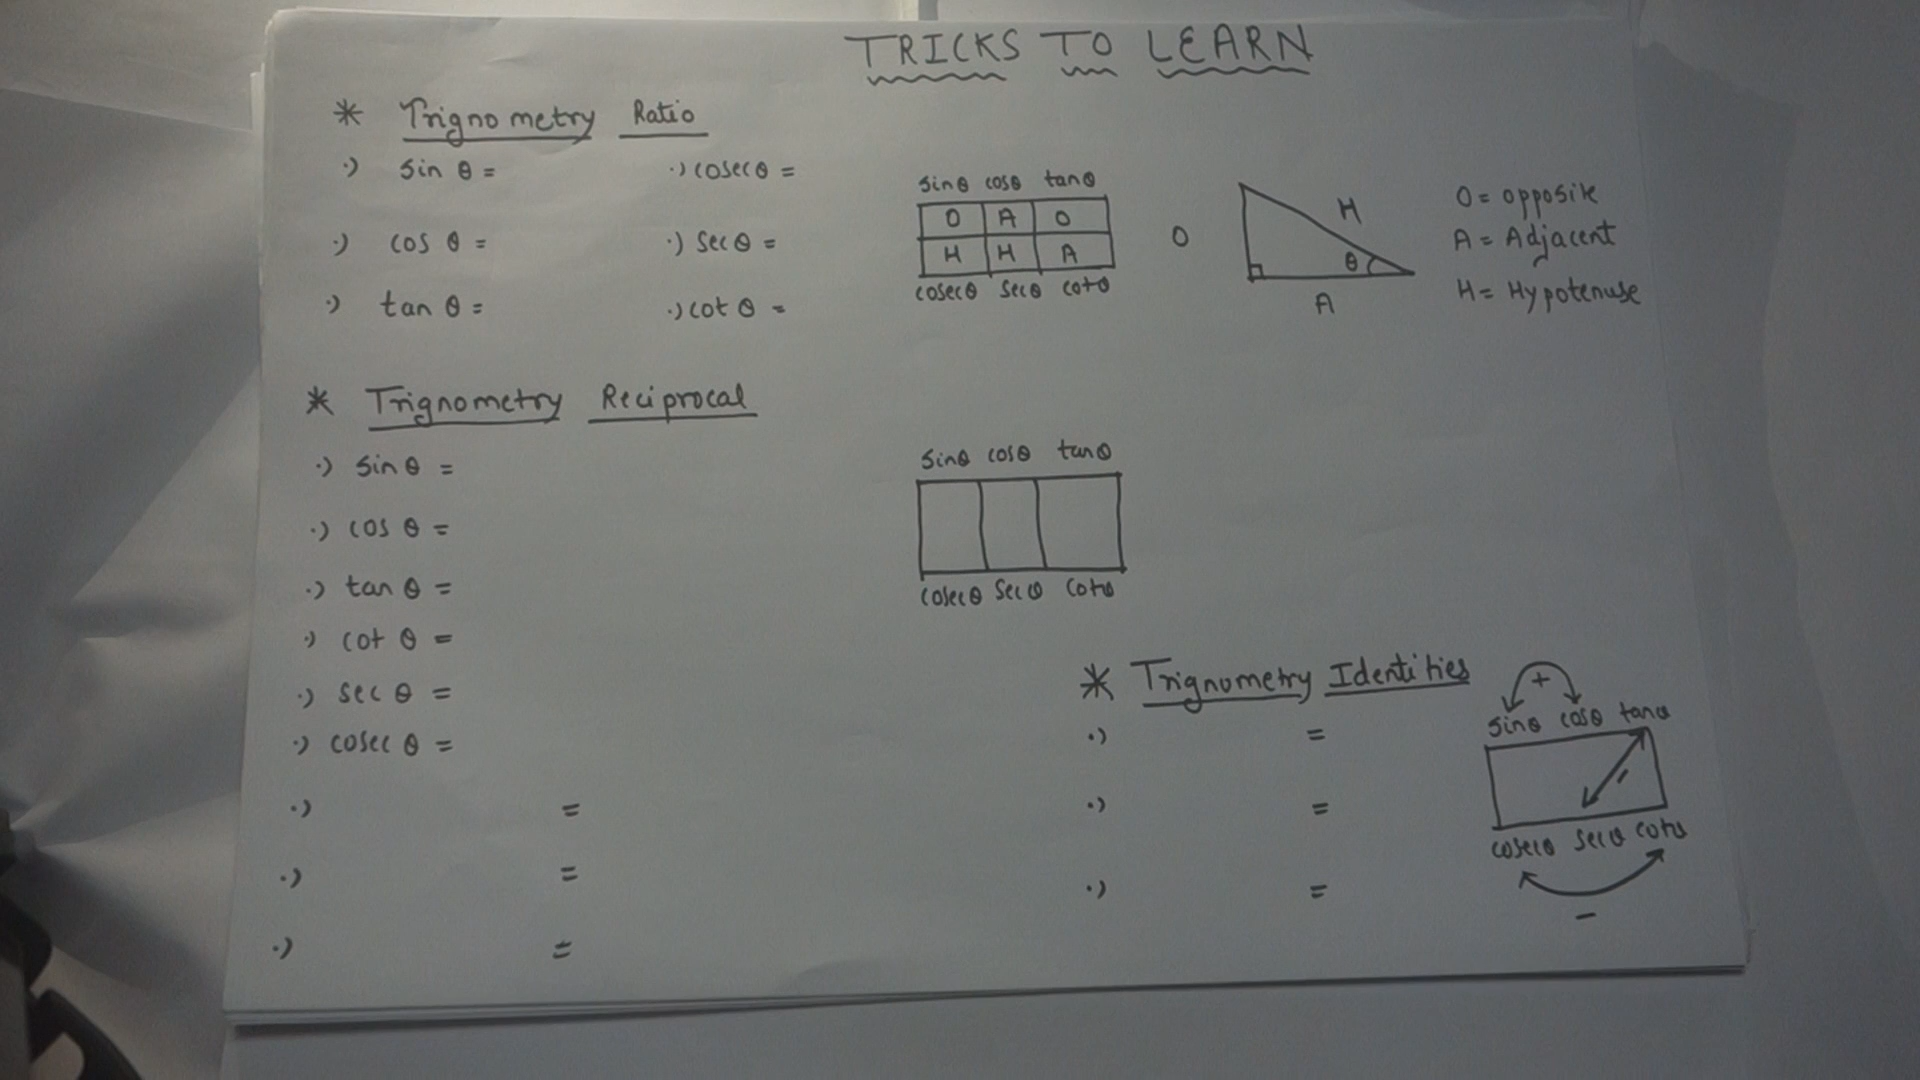 TRICKS TO LEARN
* Trignometry Ratio
·) sin θ = ·) cosec θ =
·) cos θ = ·) sec θ =
·) tan θ = ·) cot θ =
sinθ cosθ tanθ
O A O
H H A
cosecθ secθ cotθ
O
H
θ
A
O = opposite
A = Adjacent
H = Hypotenuse
* Trignometry Reciprocal
·) sin θ =
·) cos θ =
·) tan θ =
·) cot θ =
·) sec θ =
·) cosec θ =
·) =
·) =
·) =
sinθ cosθ tanθ
cosecθ secθ cotθ
* Trignometry Identities
·) =
·) =
·) =
+
sinθ cosθ tanθ
-
cosecθ secθ cotθ
-